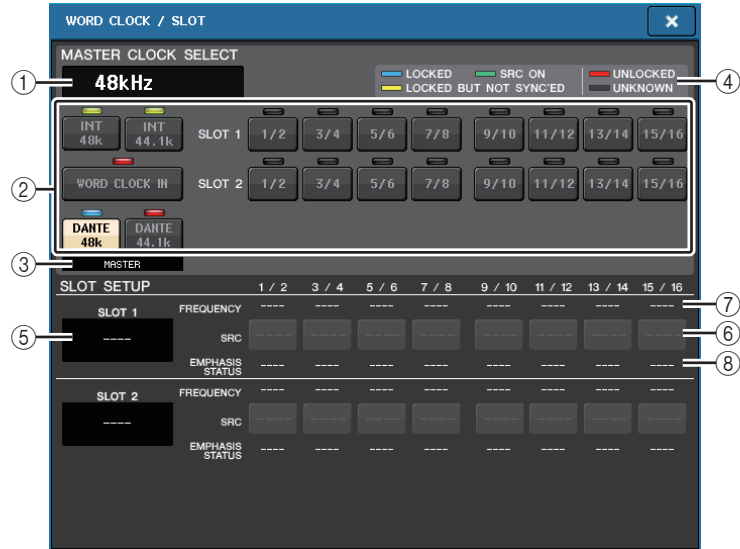 WORD CLOCK / SLOT ×
MASTER CLOCK SELECT
① 48kHz LOCKED SRC ON UNLOCKED ④
LOCKED BUT NOT SYNC'ED UNKNOWN
INT 48k INT 44.1k SLOT 1 1/2 3/4 5/6 7/8 9/10 11/12 13/14 15/16
② WORD CLOCK IN SLOT 2 1/2 3/4 5/6 7/8 9/10 11/12 13/14 15/16
DANTE 48k DANTE 44.1k
③ MASTER
SLOT SETUP 1 / 2 3 / 4 5 / 6 7 / 8 9 / 10 11 / 12 13 / 14 15 / 16
SLOT 1 FREQUENCY ---- ---- ---- ---- ---- ---- ---- ---- ⑦
⑤ ---- SRC ---- ---- ---- ---- ---- ---- ---- ---- ⑥
EMPHASIS STATUS ---- ---- ---- ---- ---- ---- ---- ---- ⑧
SLOT 2 FREQUENCY ---- ---- ---- ---- ---- ---- ---- ----
---- SRC ---- ---- ---- ---- ---- ---- ---- ----
EMPHASIS STATUS ---- ---- ---- ---- ---- ---- ---- ----